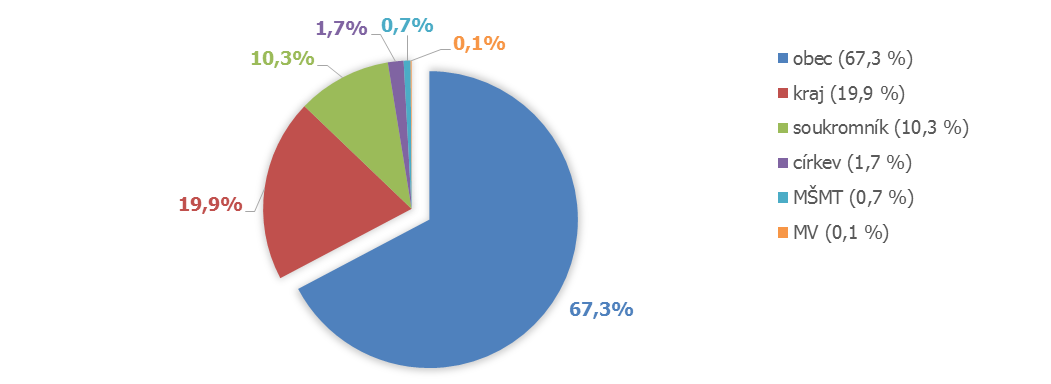 1,7%
0,7%
0,1%
10,3%
19,9%
67,3%
obec (67,3 %)
kraj (19,9 %)
soukromník (10,3 %)
církev (1,7 %)
MŠMT (0,7 %)
MV (0,1 %)